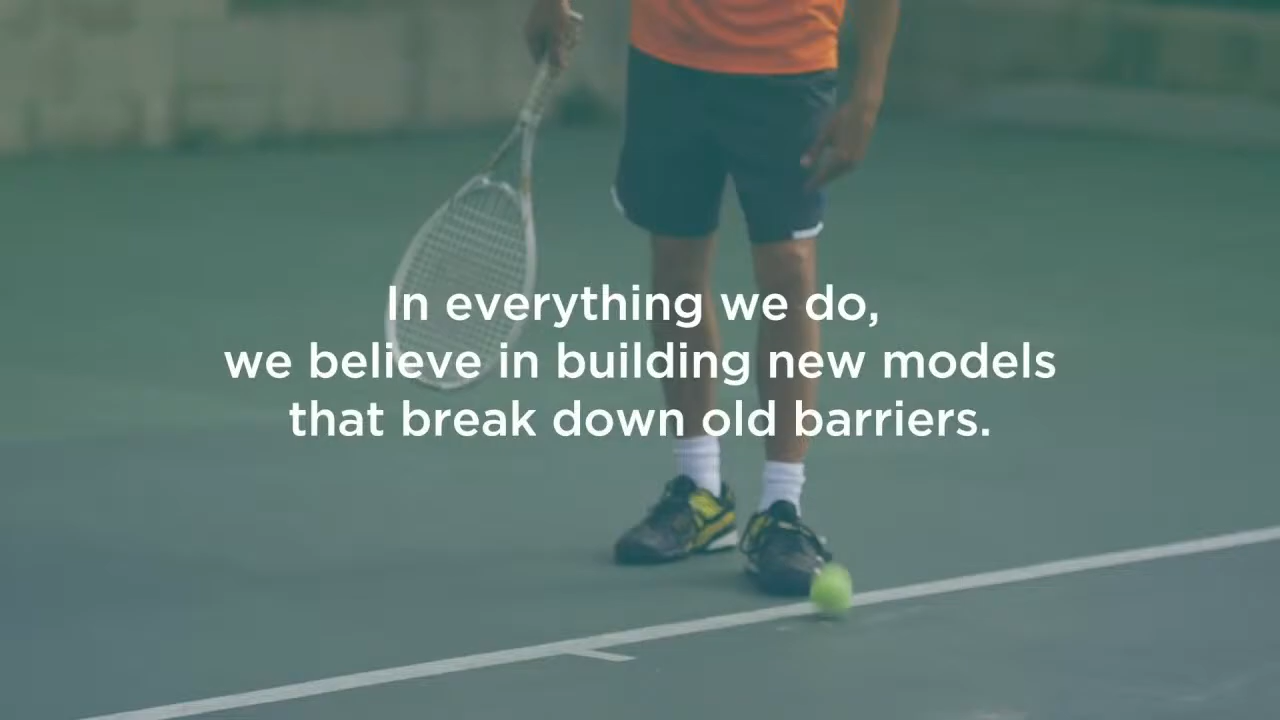 In everything we do,
we believe in building new models
that break down old barriers.